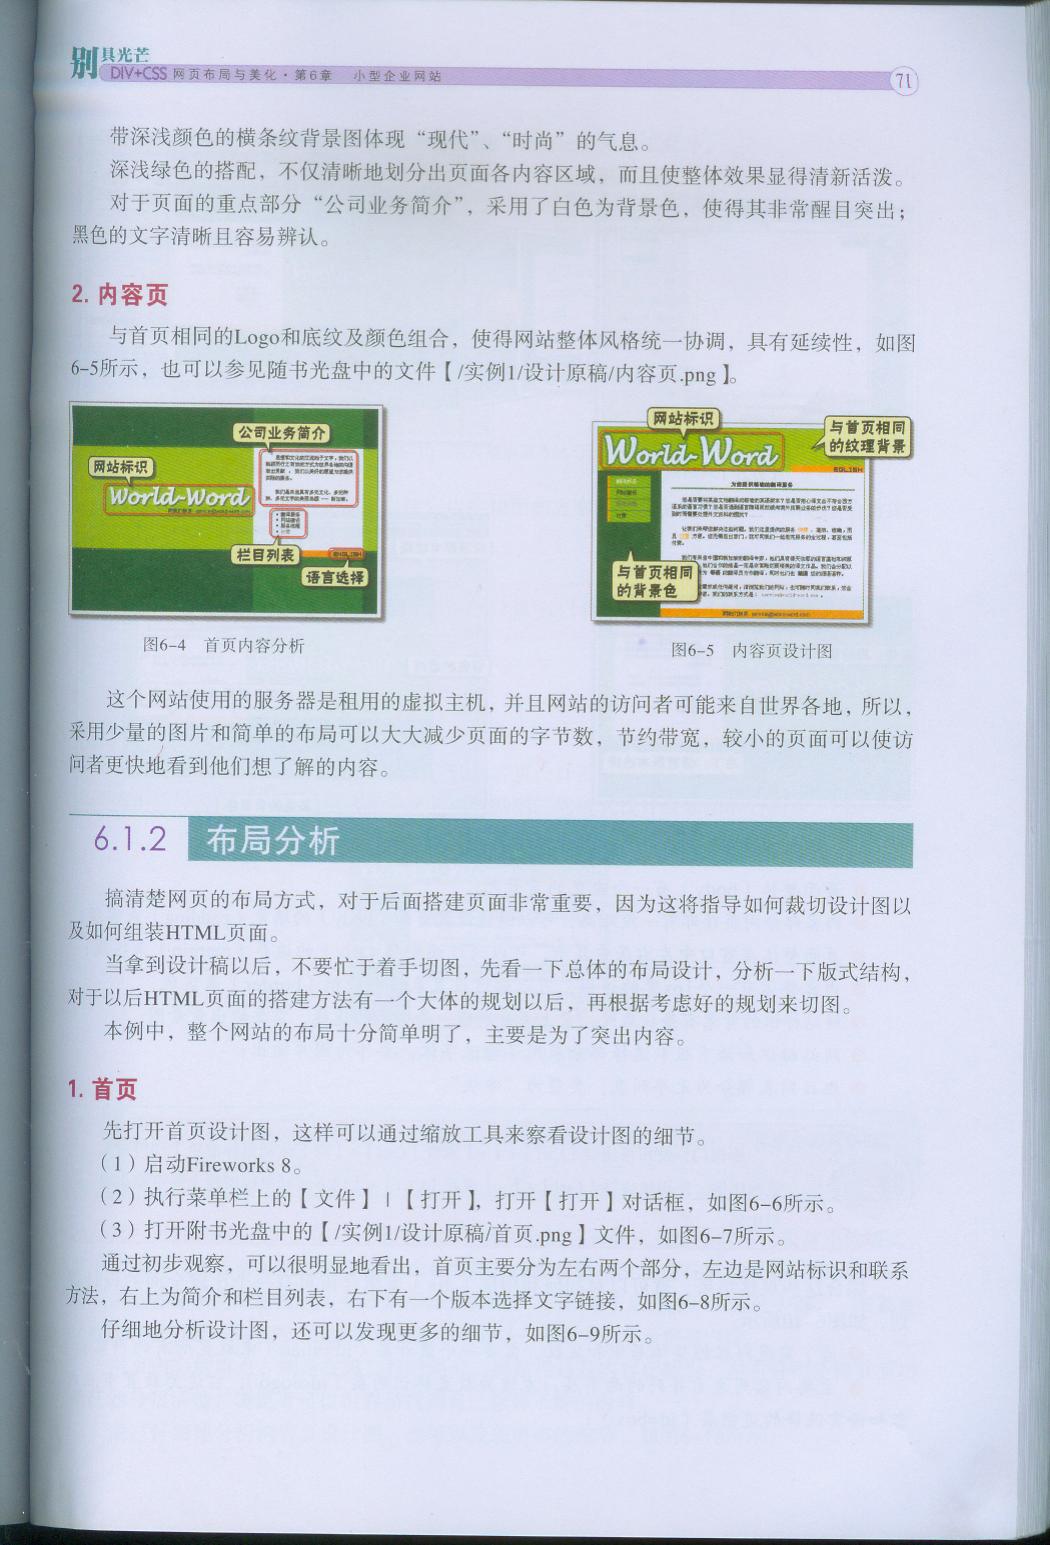 别具光芒
DIV+CSS 网页布局与美化·第6章 小型企业网站
71
带深浅颜色的横条纹背景图体现“现代”、“时尚”的气息。
深浅绿色的搭配，不仅清晰地划分出页面各内容区域，而且使整体效果显得清新活泼。
对于页面的重点部分“公司业务简介”，采用了白色为背景色，使得其非常醒目突出；
黑色的文字清晰且容易辨认。
2. 内容页
与首页相同的Logo和底纹及颜色组合，使得网站整体风格统一协调，具有延续性，如图
6-5所示，也可以参见随书光盘中的文件【/实例1/设计原稿/内容页.png】。
公司业务简介
网站标识
World-Word
栏目列表
ENGLISH
语言选择
图6-4 首页内容分析
网站标识
与首页相同
的纹理背景
World-Word
ENGLISH
为您提供精确的翻译服务
与首页相同
的背景色
图6-5 内容页设计图
这个网站使用的服务器是租用的虚拟主机，并且网站的访问者可能来自世界各地，所以，
采用少量的图片和简单的布局可以大大减少页面的字节数，节约带宽，较小的页面可以使访
问者更快地看到他们想了解的内容。
6.1.2 布局分析
搞清楚网页的布局方式，对于后面搭建页面非常重要，因为这将指导如何裁切设计图以
及如何组装HTML页面。
当拿到设计稿以后，不要忙于着手切图，先看一下总体的布局设计，分析一下版式结构，
对于以后HTML页面的搭建方法有一个大体的规划以后，再根据考虑好的规划来切图。
本例中，整个网站的布局十分简单明了，主要是为了突出内容。
1. 首页
先打开首页设计图，这样可以通过缩放工具来察看设计图的细节。
（1）启动Fireworks 8。
（2）执行菜单栏上的【文件】|【打开】，打开【打开】对话框，如图6-6所示。
（3）打开附书光盘中的【/实例1/设计原稿/首页.png】文件，如图6-7所示。
通过初步观察，可以很明显地看出，首页主要分为左右两个部分，左边是网站标识和联系
方法，右上为简介和栏目列表，右下有一个版本选择文字链接，如图6-8所示。
仔细地分析设计图，还可以发现更多的细节，如图6-9所示。